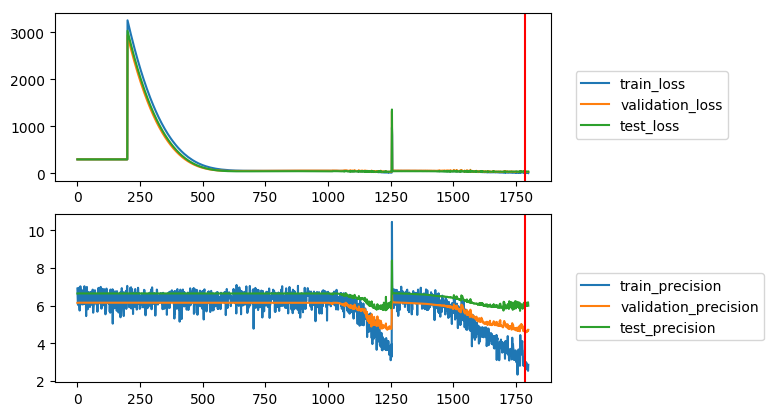 3000
2000
1000
0
0 250 500 750 1000 1250 1500 1750
train_loss
validation_loss
test_loss
10
8
6
4
2
0 250 500 750 1000 1250 1500 1750
train_precision
validation_precision
test_precision